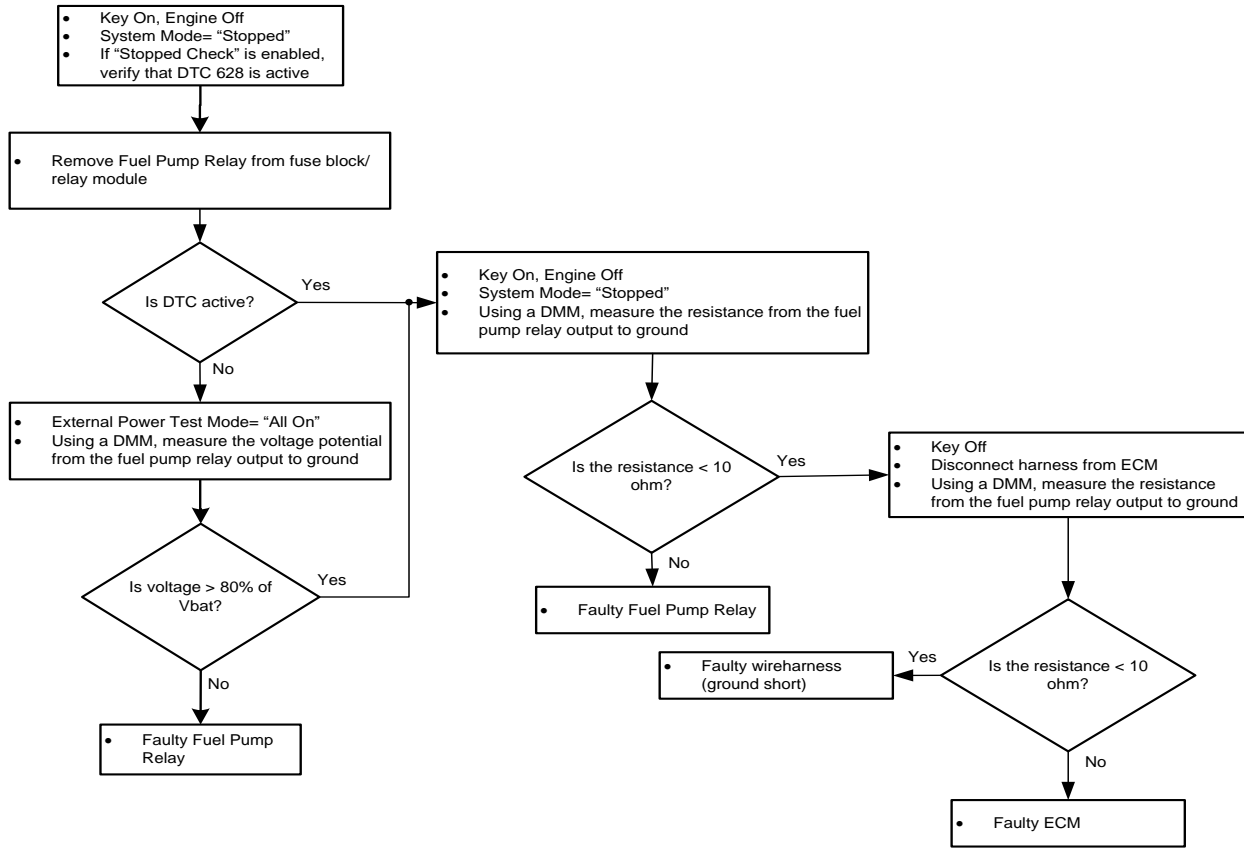 • Key On, Engine Off
• System Mode= “Stopped”
• If “Stopped Check” is enabled,
verify that DTC 628 is active
• Remove Fuel Pump Relay from fuse block/
relay module
Is DTC active?
Yes
No
• External Power Test Mode= “All On”
• Using a DMM, measure the voltage potential
from the fuel pump relay output to ground
Is voltage > 80% of
Vbat?
Yes
No
• Faulty Fuel Pump
Relay
• Key On, Engine Off
• System Mode= “Stopped”
• Using a DMM, measure the resistance from the fuel
pump relay output to ground
Is the resistance < 10
ohm?
Yes
No
• Faulty Fuel Pump Relay
• Key Off
• Disconnect harness from ECM
• Using a DMM, measure the resistance
from the fuel pump relay output to ground
Is the resistance < 10
ohm?
Yes
• Faulty wireharness
(ground short)
No
• Faulty ECM